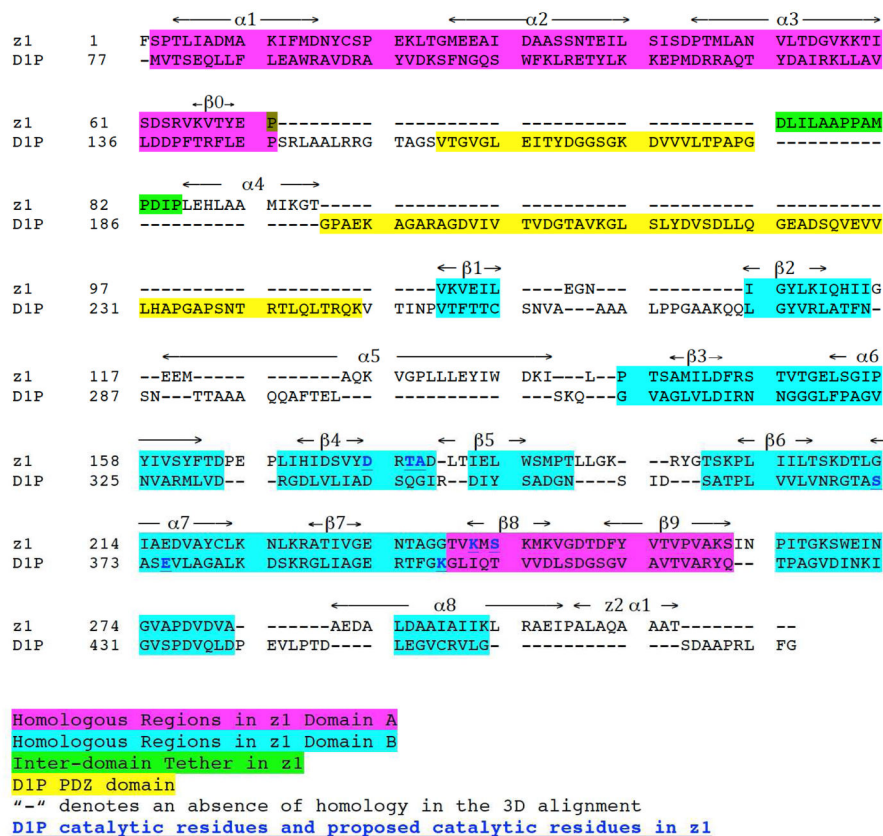 ← α1 → ← α2 → ← α3 →
z1 1 FSPTLIADMA KIFMDNYCSP EKLTGMEEAI DAASSNTEIL SISDPTMLAN VLTDGVKKTI
D1P 77 -MVTSEQLLF LEAWRAVDRA YVDKSFNGQS WFKLRETYLK KEPMDRRAQT YDAIRKLLAV
←β0→
z1 61 SDSRVKVTYE P--------- ---------- ---------- ---------- DLILAAPPAM
D1P 136 LDDPFTRFLE PSRLAALRRG TAGSVTGVGL EITYDGGSGK DVVVLTPAPG ----------
← α4 →
z1 82 PDIPLEHLAA MIKGT----- ---------- ---------- ---------- ----------
D1P 186 ---------- -----GPAEK AGARAGDVIV TVDGTAVKGL SLYDVSDLLQ GEADSQVEVV
← β1→ ← β2 →
z1 97 ---------- ---------- -----VKVEIL ----EGN--- ---------I GYLKIQHIIG
D1P 231 LHAPGAPSNT RTLQLTRQKV TINPVTFTTC SNVA---AAA LPPGAAKQQL GYVRLATFN-
← α5 → ←β3→ ← α6
z1 117 --EEM----- ---------AQK VGPLLLEYIW DKI--L---P TSAMILDFRS TVTGELSGIP
D1P 287 SN--TTAAA QQAFTEL--- ---------- ---SKQ---G VAGLVLDIRN NGGGLFPAGV
→ ← β4 → ← β5 → ← β6 → ←
z1 158 YIVSYFTDPE PLIHIDSVYD RTAD-LTIEL WSMPTLLGK- --RYGTSKPL IILTSKDTLG
D1P 325 NVARMLVD-- --RGDLVLIAD SQGIR--DIYS SADGN----S ID--SATPLV VVLVNRGTAS
— α7 → ←β7→ ← β8 → ← β9 →
z1 214 IAEDVAYCLK NLKRATIVGE NTAGGTVKMS KMKVGDTDFY VTVPVAKSIN PITGKSWEIN
D1P 373 ASEVLAGALK DSKRGLIAGE RTFGKGLIQT VVDLSDGSGV AVTVARYQ-- TPAGVDINKI
← α8 → ← z2 α1 →
z1 274 GVAPDVDVA- --------AEDA LDAAIAIIKL RAEIPALAQA AAT-------- --
D1P 431 GVSPDVQLDP EVLPTD---- LEGVCRVLG- ---------- ---SDAAPRL FG
Homologous Regions in z1 Domain A
Homologous Regions in z1 Domain B
Inter-domain Tether in z1
D1P PDZ domain
“-“ denotes an absence of homology in the 3D alignment
D1P catalytic residues and proposed catalytic residues in z1